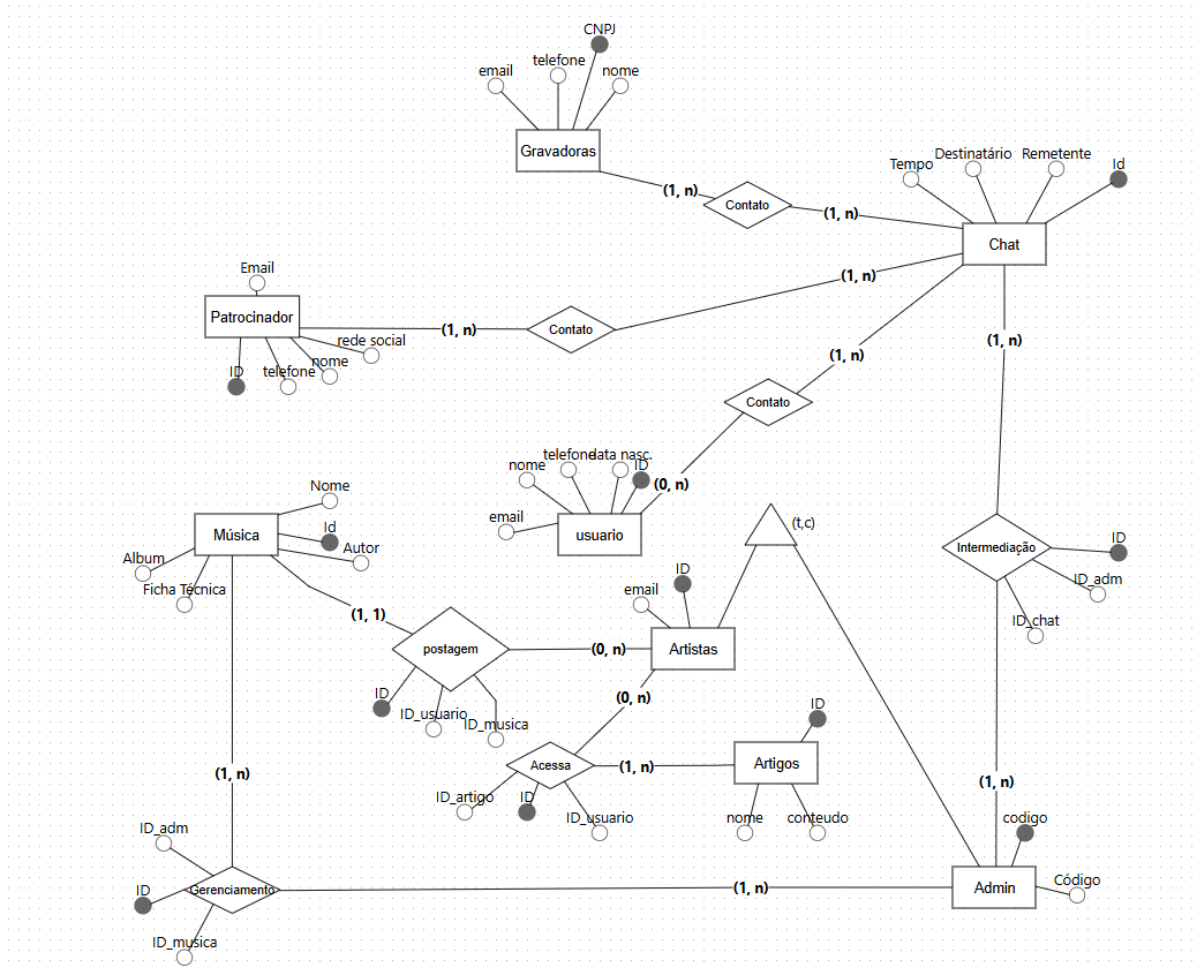 CNPJ
telefone
email
nome
Gravadoras
(1, n)
Contato
(1, n)
Tempo
Destinatário
Remetente
Id
Chat
Email
Patrocinador
(1, n)
Contato
(1, n)
rede social
nome
telefone
ID
(1, n)
Contato
(0, n)
(1, n)
telefone
data nasc.
ID
nome
email
usuario
(t,c)
Nome
Música
Id
Autor
Album
Ficha Técnica
(1, 1)
postagem
(0, n)
ID
email
Artistas
Intermediação
ID
ID_adm
ID_chat
ID
ID_usuario
ID_musica
(0, n)
Acessa
(1, n)
ID
Artigos
ID_artigo
ID
ID_usuario
nome
conteudo
(1, n)
(1, n)
ID_adm
ID
Gerenciamento
ID_musica
(1, n)
codigo
Admin
Código